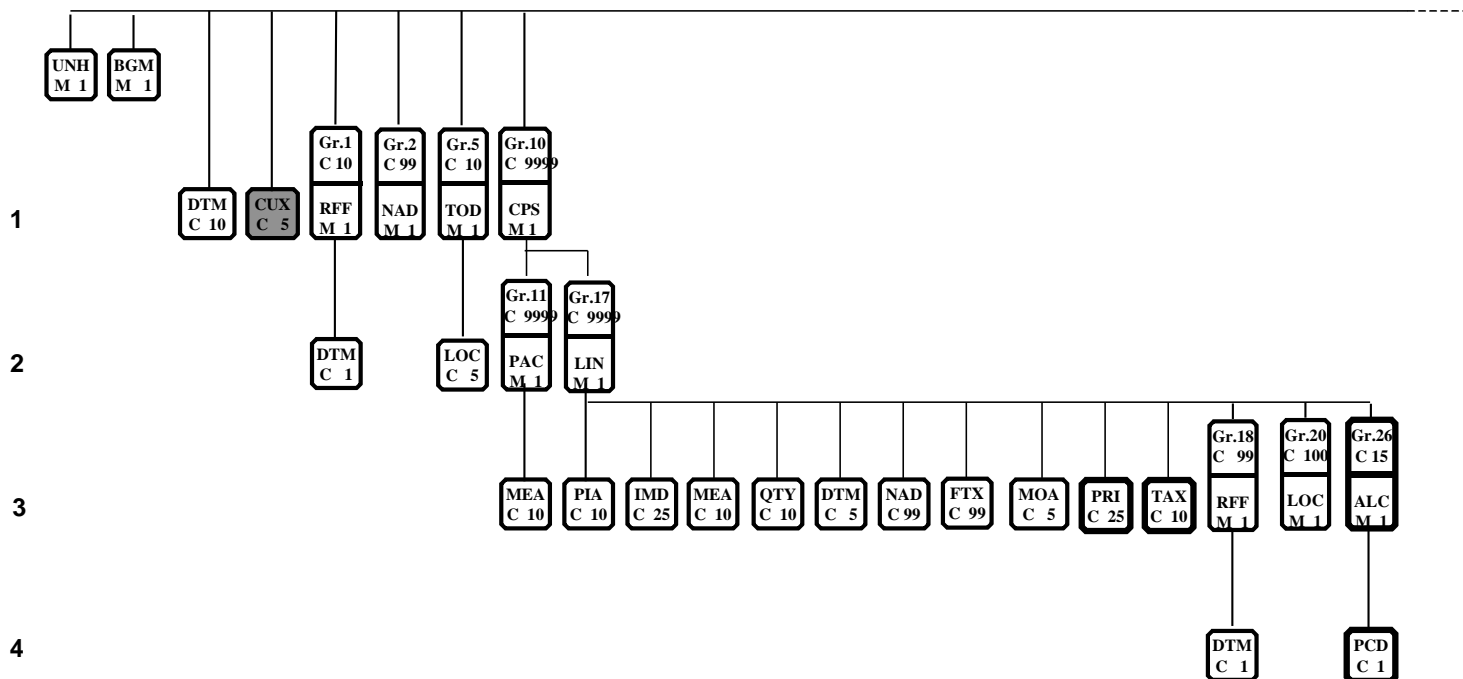 UNH
M 1
BGM
M 1
Gr.1
C 10
Gr.2
C 99
Gr.5
C 10
Gr.10
C 9999
1
DTM
C 10
CUX
C 5
RFF
M 1
NAD
M 1
TOD
M 1
CPS
M 1
Gr.11
C 9999
Gr.17
C 9999
2
DTM
C 1
LOC
C 5
PAC
M 1
LIN
M 1
Gr.18
C 99
Gr.20
C 100
Gr.26
C 15
3
MEA
C 10
PIA
C 10
IMD
C 25
MEA
C 10
QTY
C 10
DTM
C 5
NAD
C 99
FTX
C 99
MOA
C 5
PRI
C 25
TAX
C 10
RFF
M 1
LOC
M 1
ALC
M 1
4
DTM
C 1
PCD
C 1